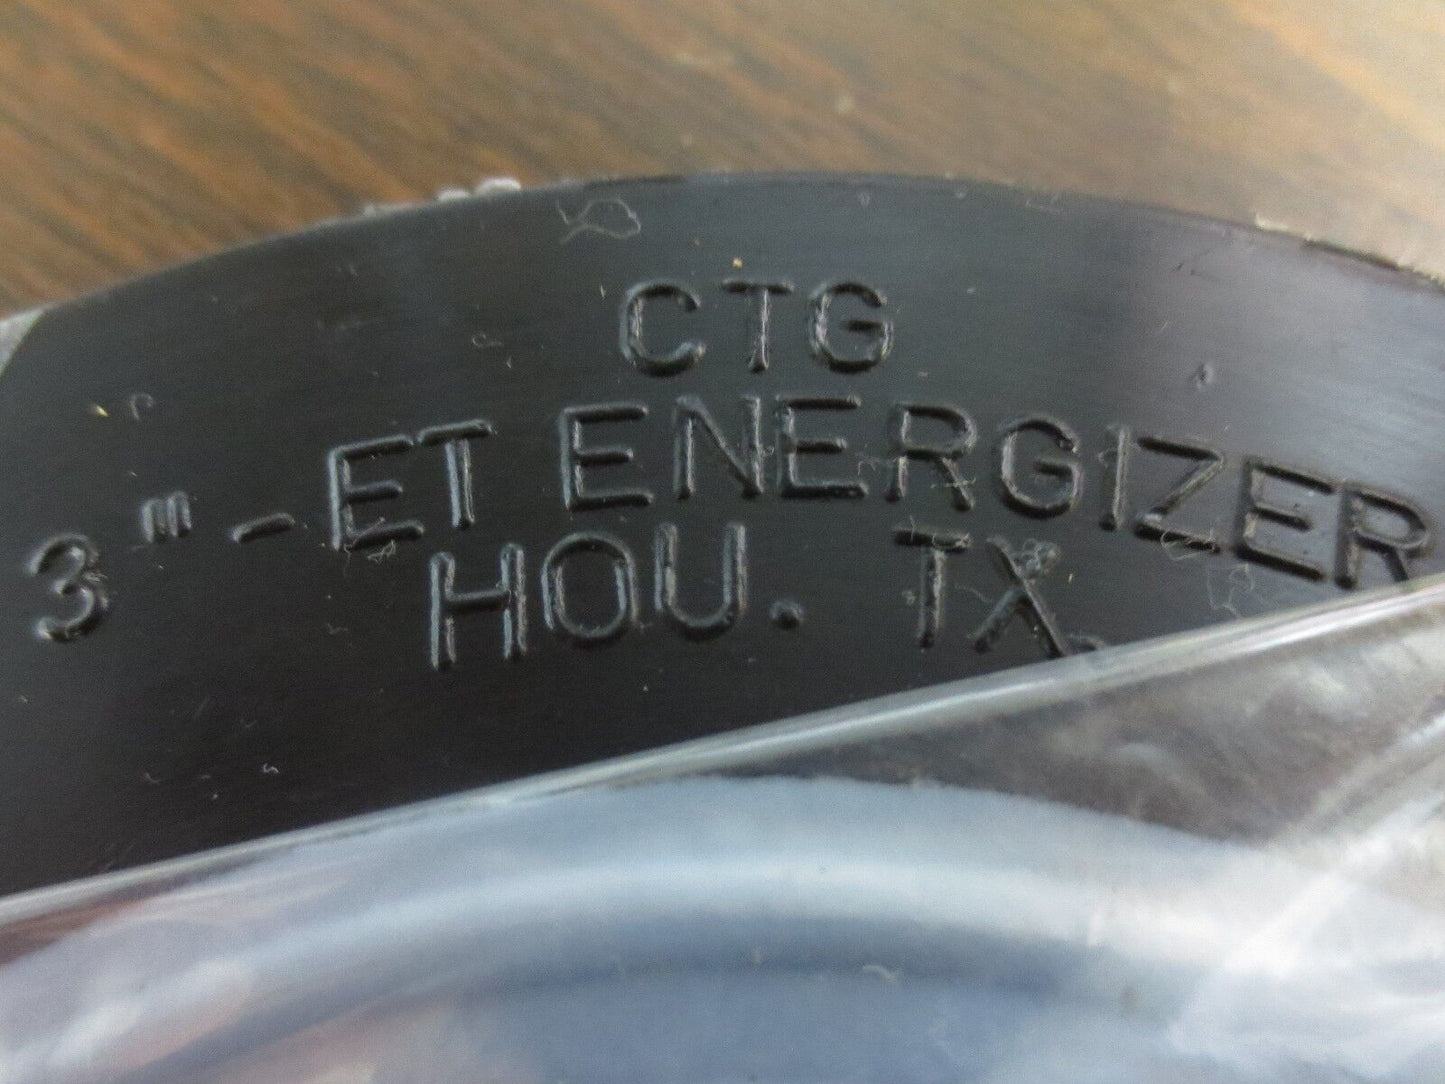 CTG
3"-ET ENERGIZER
HOU. TX.